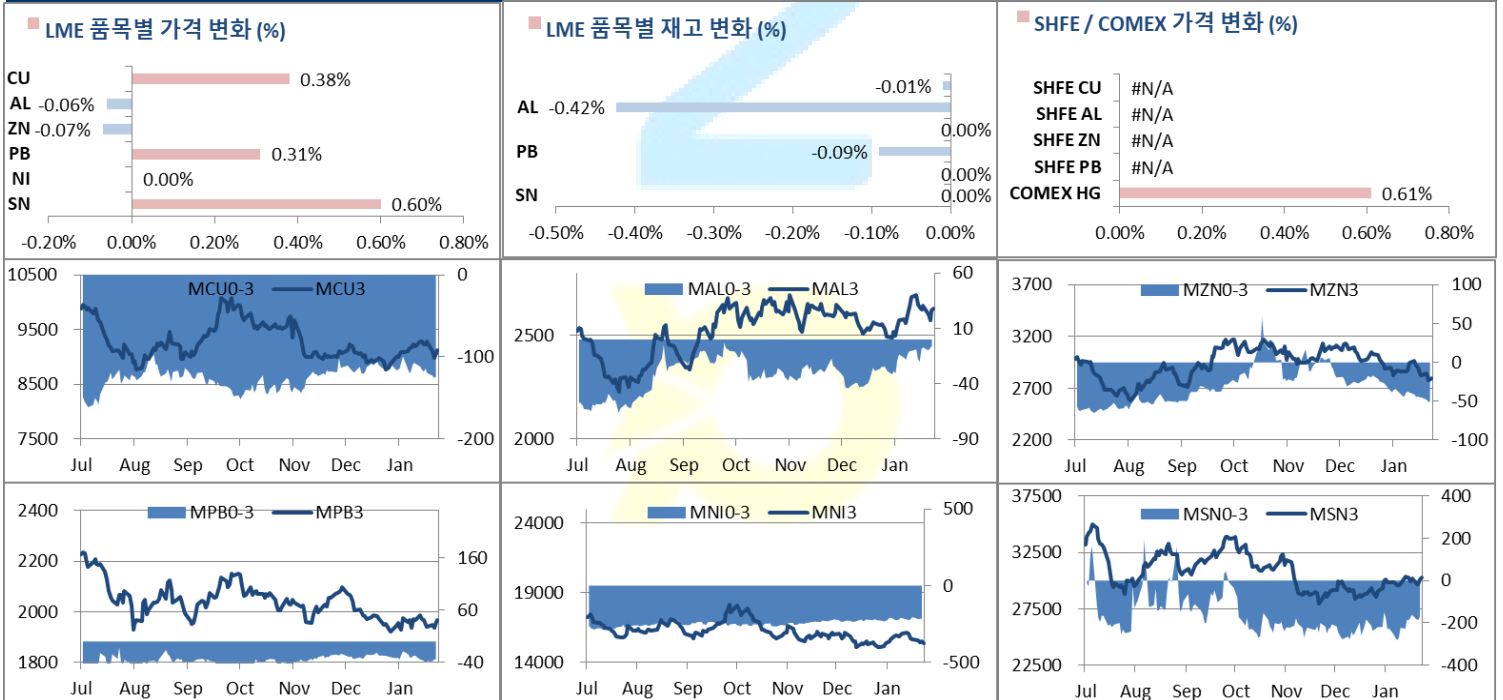 LME 품목별 가격 변화 (%)
CU 0.38%
AL -0.06%
ZN -0.07%
PB 0.31%
NI 0.00%
SN 0.60%
-0.20% 0.00% 0.20% 0.40% 0.60% 0.80%
LME 품목별 재고 변화 (%)
-0.01%
AL -0.42%
0.00%
PB -0.09%
0.00%
SN 0.00%
-0.50% -0.40% -0.30% -0.20% -0.10% 0.00%
SHFE / COMEX 가격 변화 (%)
SHFE CU #N/A
SHFE AL #N/A
SHFE ZN #N/A
SHFE PB #N/A
COMEX HG 0.61%
0.00% 0.20% 0.40% 0.60% 0.80%
MCU0-3 MCU3
10500 0
9500 -100
8500
7500 -200
Jul Aug Sep Oct Nov Dec Jan
MAL0-3 MAL3
60
2500 10
-40
2000 -90
Jul Aug Sep Oct Nov Dec Jan
MZN0-3 MZN3
3700 100
50
3200 0
2700 -50
2200 -100
Jul Aug Sep Oct Nov Dec Jan
MPB0-3 MPB3
2400
2200 160
2000 60
1800 -40
Jul Aug Sep Oct Nov Dec Jan
MNI0-3 MNI3
24000 500
19000 0
14000 -500
Jul Aug Sep Oct Nov Dec Jan
MSN0-3 MSN3
37500 400
32500 200
0
27500 -200
22500 -400
Jul Aug Sep Oct Nov Dec Jan